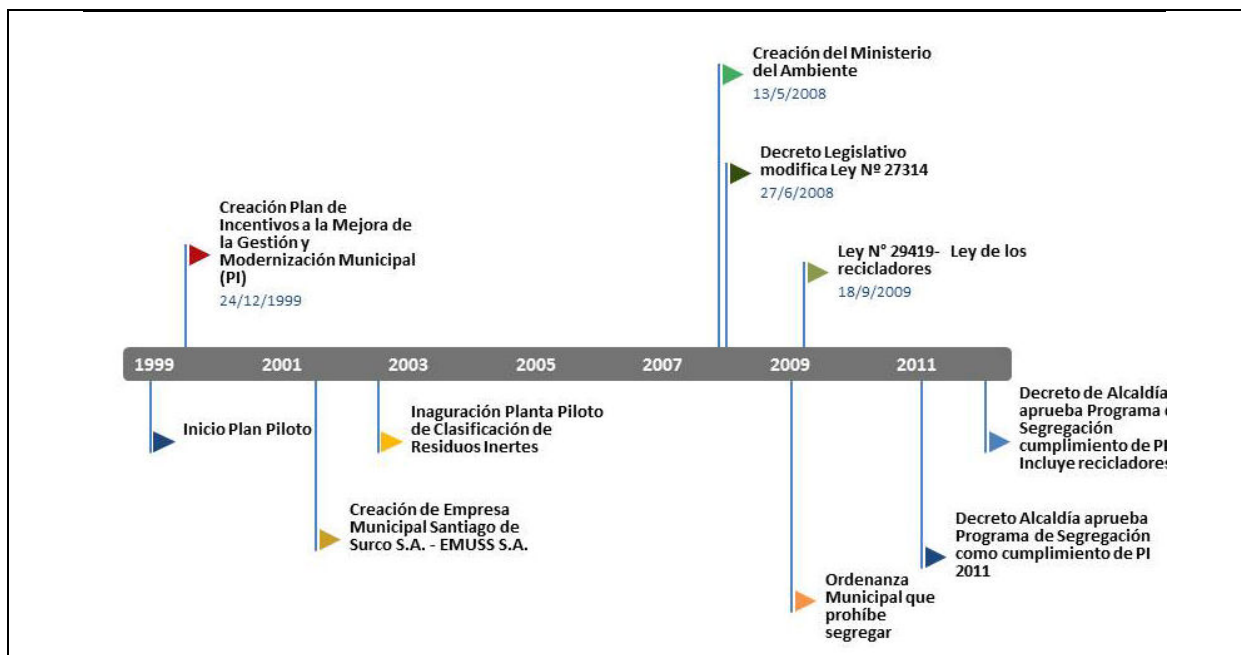 Creación del Ministerio
del Ambiente
13/5/2008
Decreto Legislativo
modifica Ley Nº 27314
27/6/2008
Creación Plan de
Incentivos a la Mejora de
la Gestión y
Modernización Municipal
(PI)
24/12/1999
Ley N° 29419- Ley de los
recicladores
18/9/2009
1999 2001 2003 2005 2007 2009 2011
Inicio Plan Piloto
Inaguración Planta Piloto
de Clasificación de
Residuos Inertes
Decreto de Alcaldía
aprueba Programa
Segregación
cumplimiento de PI
Incluye recicladores
Creación de Empresa
Municipal Santiago de
Surco S.A. - EMUSS S.A.
Decreto Alcaldía aprueba
Programa de Segregación
como cumplimiento de PI
2011
Ordenanza
Municipal que
prohíbe
segregar